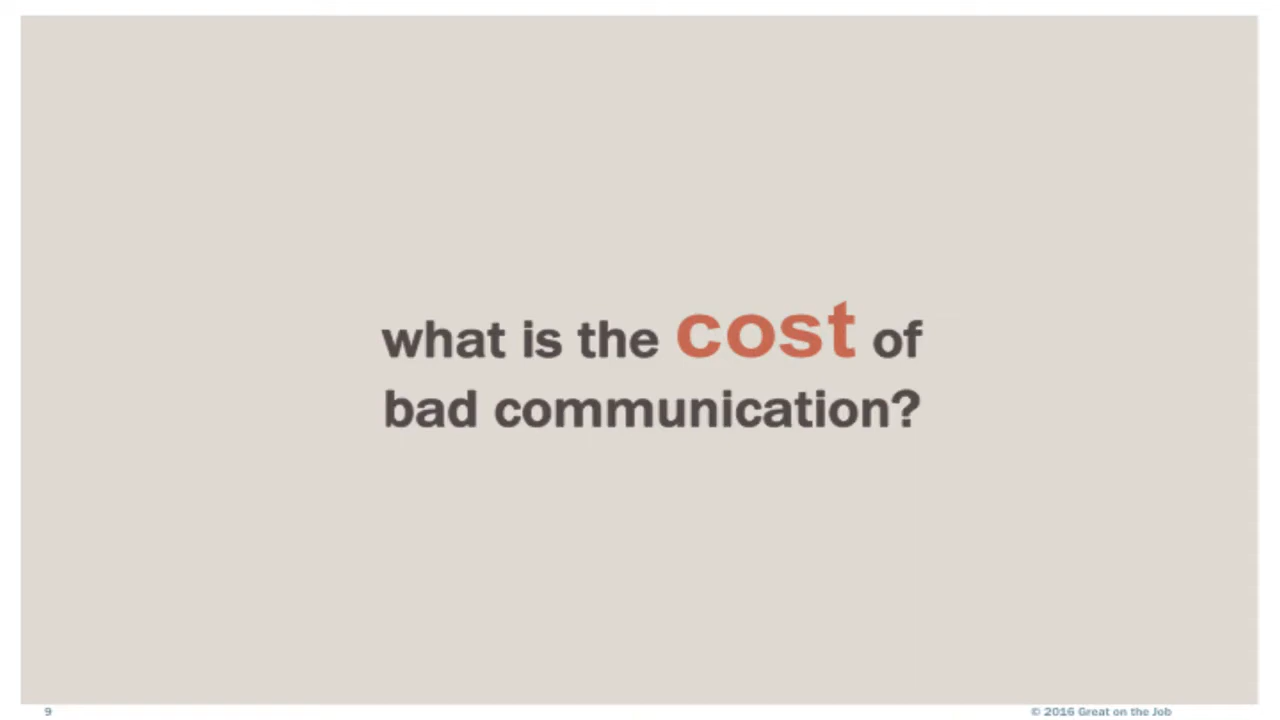 what is the cost of
bad communication?
9
© 2016 Great on the Job